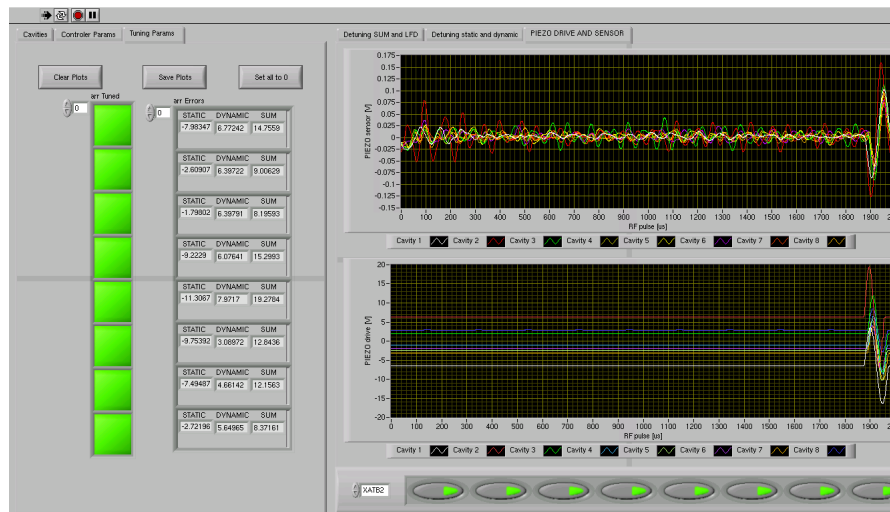 Cavities Controler Params Tuning Params
Clear Plots Save Plots Set all to 0
arr Tuned
0
arr Errors
0
STATIC DYNAMIC SUM
-7.98347 6.77242 14.7559
STATIC DYNAMIC SUM
-2.60907 6.39722 9.00629
STATIC DYNAMIC SUM
-1.79802 6.39791 8.19593
STATIC DYNAMIC SUM
-9.2229 6.07641 15.2993
STATIC DYNAMIC SUM
-11.3067 7.9717 19.2784
STATIC DYNAMIC SUM
-9.75392 3.08972 12.8436
STATIC DYNAMIC SUM
-7.49487 4.66142 12.1563
STATIC DYNAMIC SUM
-2.72196 5.64965 8.37161
Detuning SUM and LFD Detuning static and dynamic PIEZO DRIVE AND SENSOR
PIEZO sensor [V]
0.175
0.15
0.125
0.1
0.075
0.05
0.025
0
-0.025
-0.05
-0.075
-0.1
-0.125
-0.15
0 100 200 300 400 500 600 700 800 900 1000 1100 1200 1300 1400 1500 1600 1700 1800 1900
RF pulse [us]
Cavity 1 Cavity 2 Cavity 3 Cavity 4 Cavity 5 Cavity 6 Cavity 7 Cavity 8
PIEZO drive [V]
20
15
10
5
0
-5
-10
-15
-20
0 100 200 300 400 500 600 700 800 900 1000 1100 1200 1300 1400 1500 1600 1700 1800 1900
RF pulse [us]
Cavity 1 Cavity 2 Cavity 3 Cavity 4 Cavity 5 Cavity 6 Cavity 7 Cavity 8
XATB2